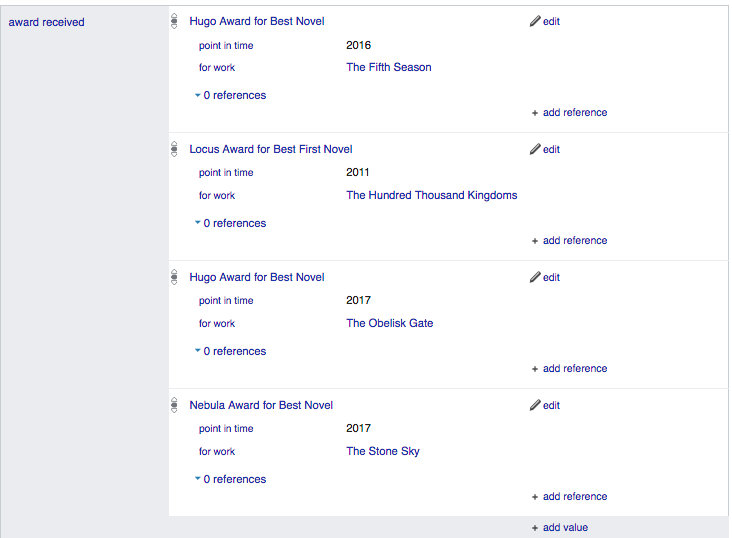 award received
Hugo Award for Best Novel edit
point in time 2016
for work The Fifth Season
0 references
+ add reference
Locus Award for Best First Novel edit
point in time 2011
for work The Hundred Thousand Kingdoms
0 references
+ add reference
Hugo Award for Best Novel edit
point in time 2017
for work The Obelisk Gate
0 references
+ add reference
Nebula Award for Best Novel edit
point in time 2017
for work The Stone Sky
0 references
+ add reference
+ add value